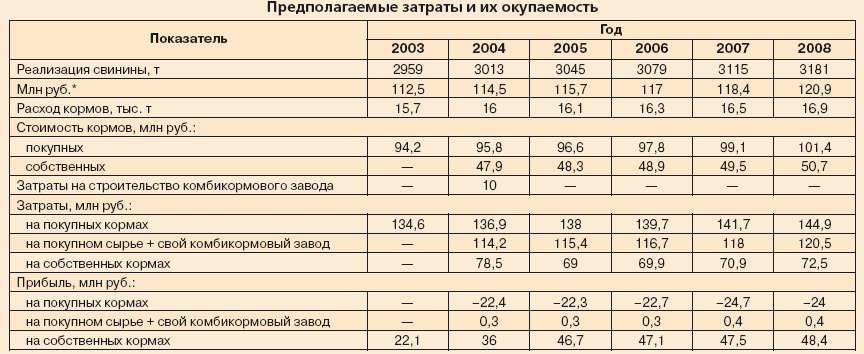 Предполагаемые затраты и их окупаемость
Показатель Год
2003 2004 2005 2006 2007 2008
Реализация свинины, т 2959 3013 3045 3079 3115 3181
Млн руб.* 112,5 114,5 115,7 117 118,4 120,9
Расход кормов, тыс. т 15,7 16 16,1 16,3 16,5 16,9
Стоимость кормов, млн руб.:
покупных 94,2 95,8 96,6 97,8 99,1 101,4
собственных — 47,9 48,3 48,9 49,5 50,7
Затраты на строительство комбикормового завода — 10 — — — —
Затраты, млн руб.:
на покупных кормах 134,6 136,9 138 139,7 141,7 144,9
на покупном сырье + свой комбикормовый завод — 114,2 115,4 116,7 118 120,5
на собственных кормах — 78,5 69 69,9 70,9 72,5
Прибыль, млн руб.:
на покупных кормах — –22,4 –22,3 –22,7 –24,7 –24
на покупном сырье + свой комбикормовый завод — 0,3 0,3 0,3 0,4 0,4
на собственных кормах 22,1 36 46,7 47,1 47,5 48,4